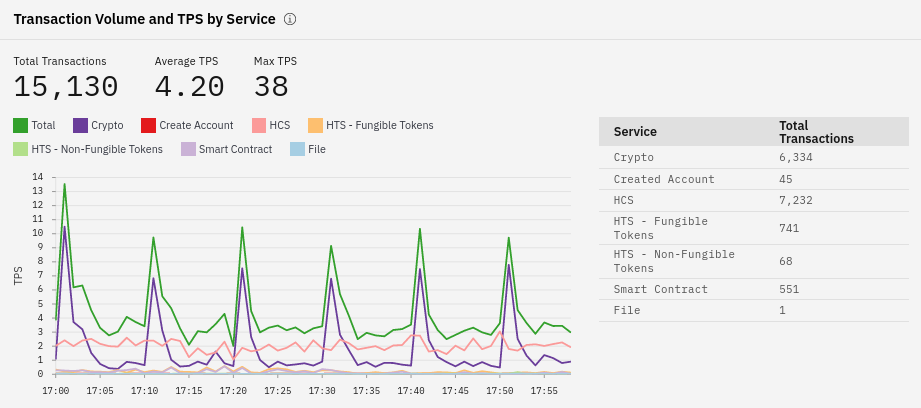 Transaction Volume and TPS by Service
Total Transactions
Average TPS
Max TPS
15,130
4.20
38
Total
Crypto
Create Account
HCS
HTS - Fungible Tokens
HTS - Non-Fungible Tokens
Smart Contract
File
TPS
14
13
12
11
10
9
8
7
6
5
4
3
2
1
0
17:00
17:05
17:10
17:15
17:20
17:25
17:30
17:35
17:40
17:45
17:50
17:55
Service
Total
Transactions
Crypto
6,334
Created Account
45
HCS
7,232
HTS - Fungible
Tokens
741
HTS - Non-Fungible
Tokens
68
Smart Contract
551
File
1